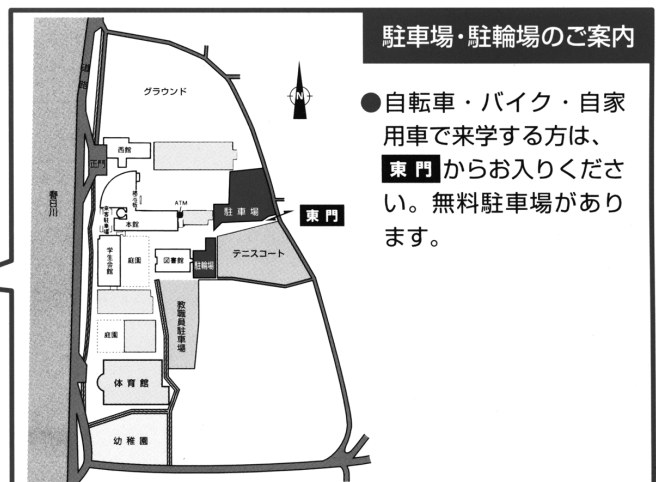 駐車場・駐輪場のご案内
●自転車・バイク・自家
用車で来学する方は、
東門からお入りくださ
い。無料駐車場があり
ます。
グラウンド
N
西館
正門
春日川
ATM
駐車場
東門
来客駐車場
本館
学生会館
庭園
図書館
駐輪場
テニスコート
教職員駐車場
庭園
体育館
幼稚園